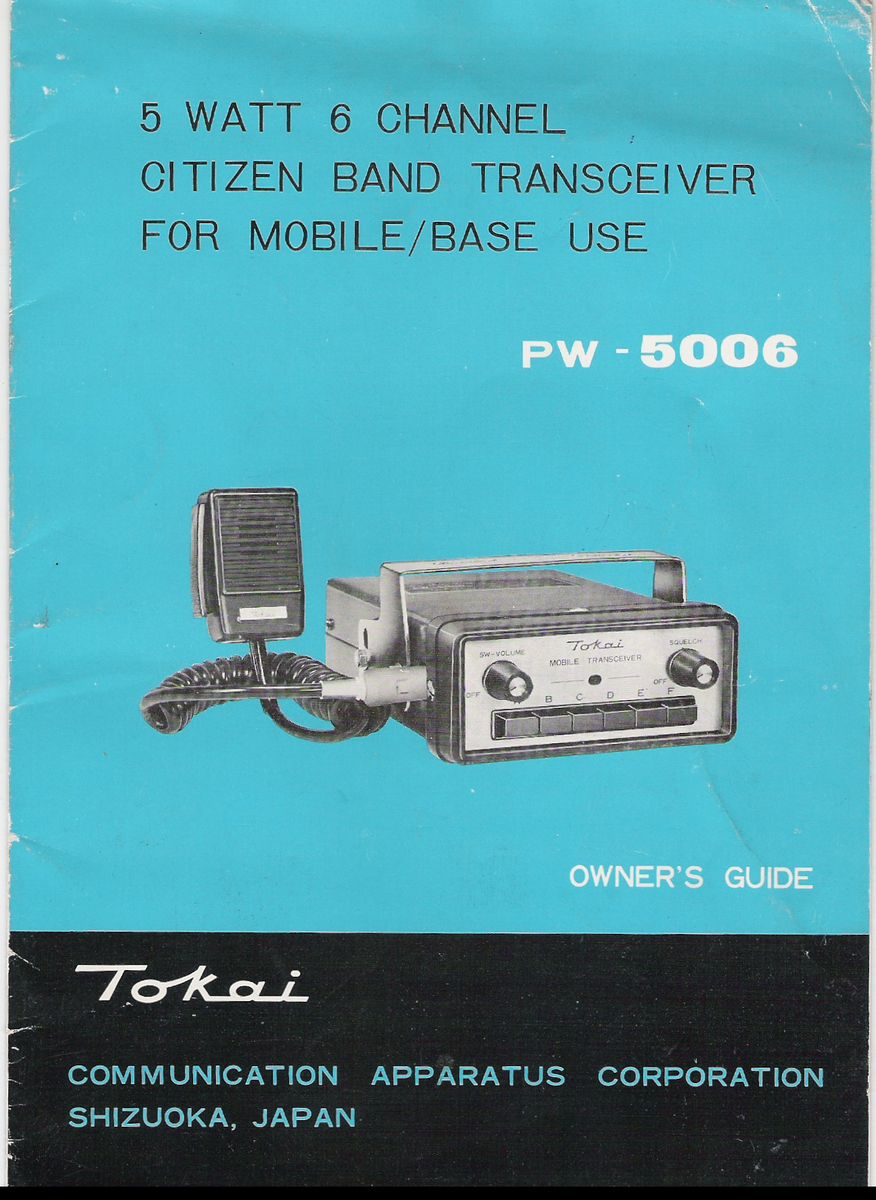 5 WATT 6 CHANNEL
CITIZEN BAND TRANSCEIVER
FOR MOBILE/BASE USE
PW - 5006
Tokai
SW-VOLUME
SQUELCH
MOBILE TRANSCEIVER
OFF
OFF
B C D E F
OWNER'S GUIDE
Tokai
COMMUNICATION APPARATUS CORPORATION
SHIZUOKA, JAPAN